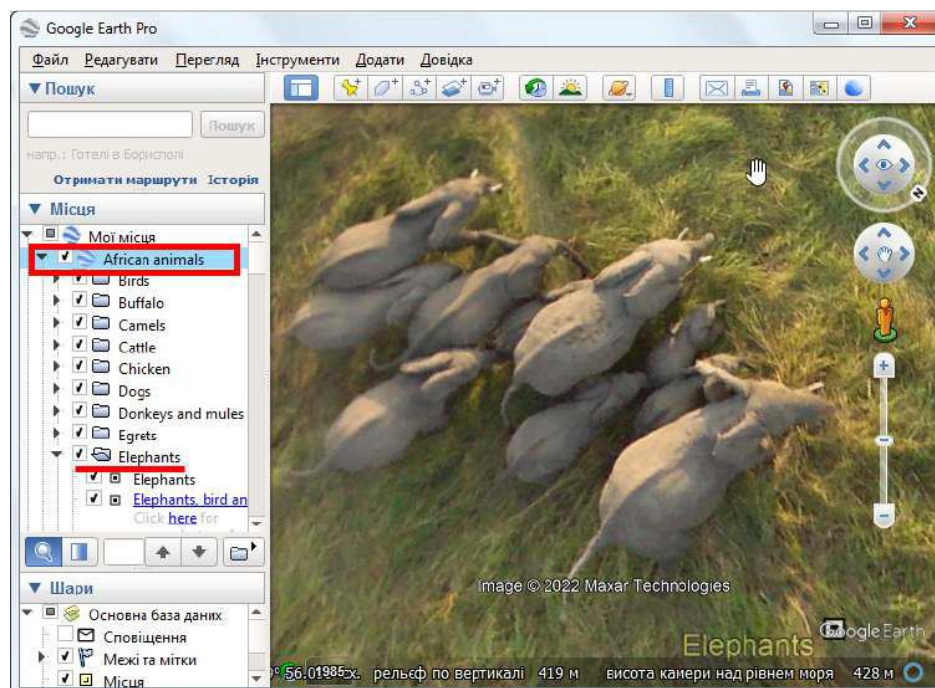 Google Earth Pro
Файл Редагувати Перегляд Інструменти Додати Довідка
Пошук
Пошук
напр.: Готелі в Борисполі
Отримати маршрути Історія
Місця
Мої місця
African animals
Birds
Buffalo
Camels
Cattle
Chicken
Dogs
Donkeys and mules
Egrets
Elephants
Elephants
Elephants, bird an
Click here for
Шари
Основна база даних
Сповіщення
Межі та мітки
Місця
N
Image © 2022 Maxar Technologies
Elephants
Google Earth
1985 рельєф по вертикалі 419 м висота камери над рівнем моря 428 м